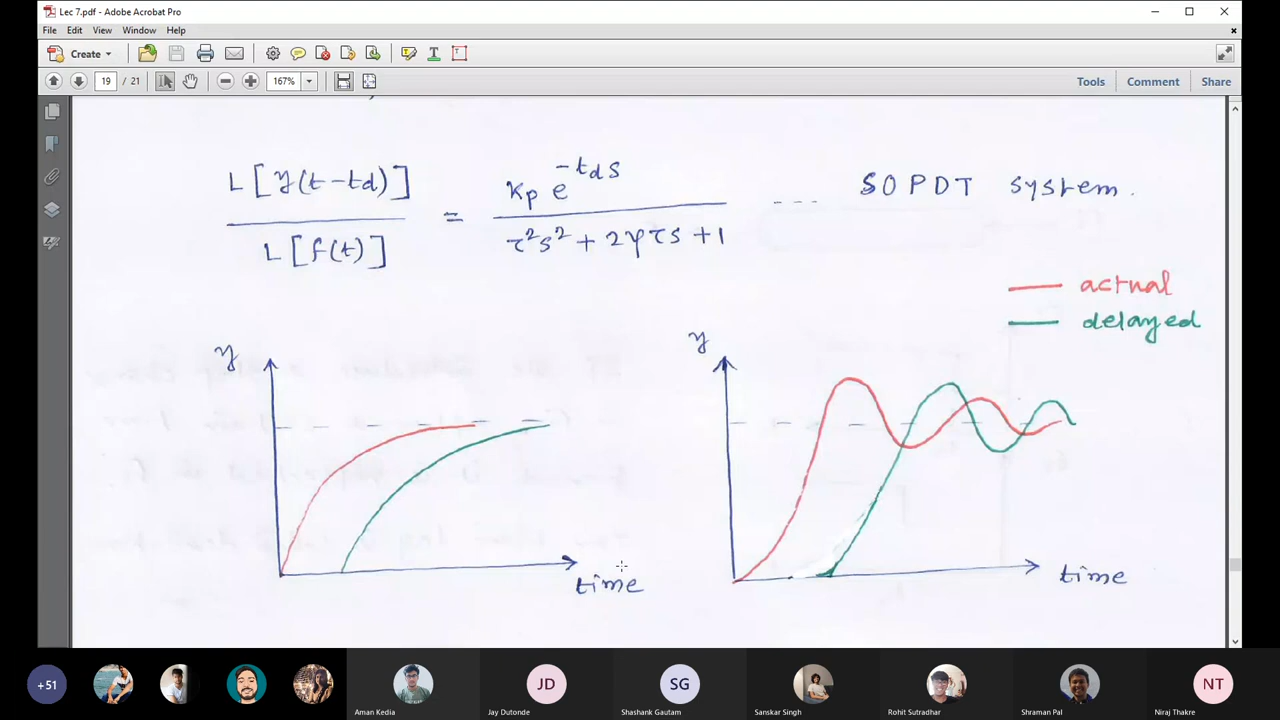 Lec 7.pdf - Adobe Acrobat Pro
File Edit View Window Help
Create
19 / 21 167% Tools Comment Share
L[y(t-td)] / L[f(t)] = Kp e^-tds / τ²s² + 2ψτs + 1 --- SOPDT system.
actual
delayed
y
y
time
time
+51
Aman Kedia
JD
Jay Dutonde
SG
Shashank Gautam
Sanskar Singh
Rohit Sutradhar
Shraman Pal
NT
Niraj Thakre